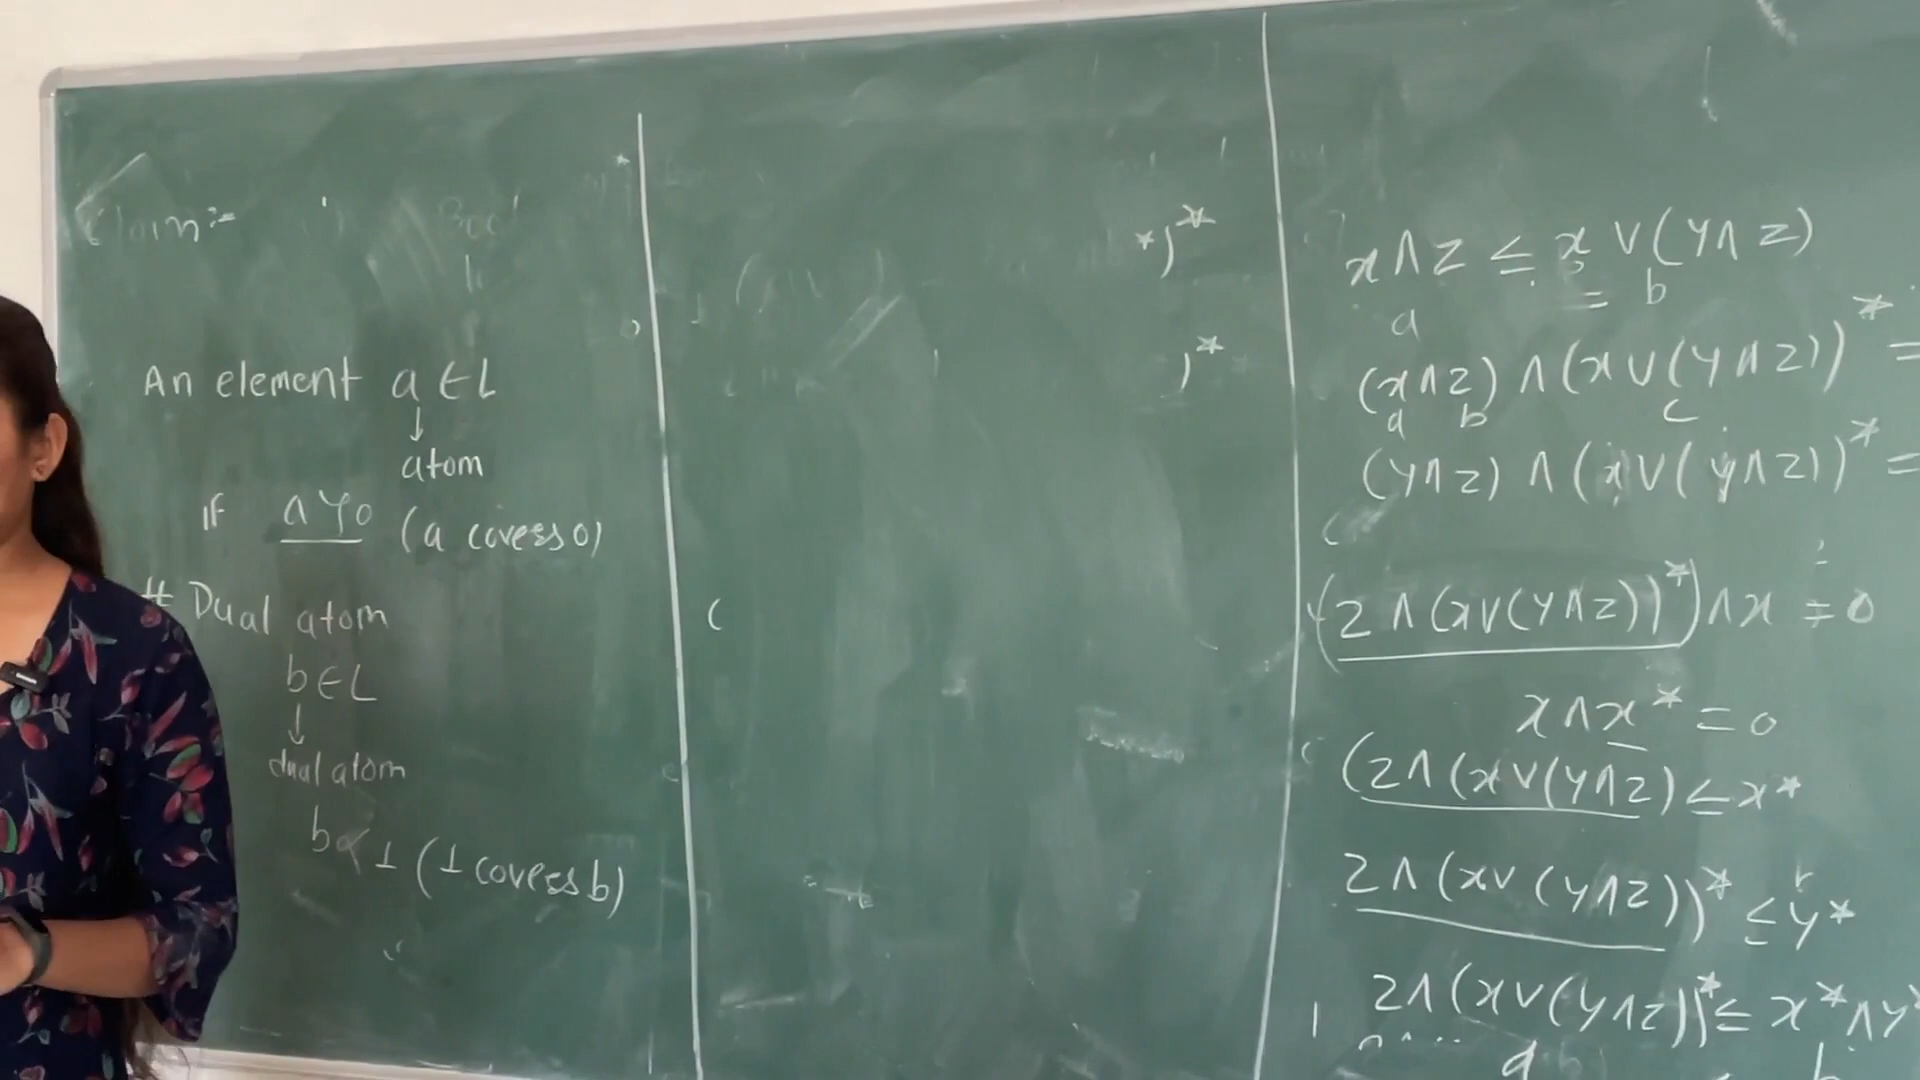 Claim:-
An element a ∈ L
↓
atom
If a ≻ 0 (a covers 0)
# Dual atom
b ∈ L
↓
dual atom
b ≺ 1 (1 covers b)
*)*
)*
(
x ∧ z ≤ x ∨ (y ∧ z)
= b
a
(x ∧ z) ∧ (x ∨ (y ∧ z))* =
a b c
(y ∧ z) ∧ (x ∨ (y ∧ z))* =
(z ∧ (x ∨ (y ∧ z))*) ∧ x = 0
x ∧ x* = 0
(z ∧ (x ∨ (y ∧ z) ≤ x*
z ∧ (x ∨ (y ∧ z))* ≤ y*
z ∧ (x ∨ (y ∧ z))* ≤ x* ∧ y*
a b